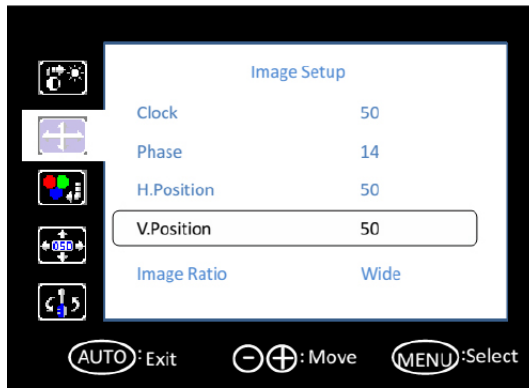 Image Setup
Clock 50
Phase 14
H.Position 50
V.Position 50
OSD
Image Ratio Wide
AUTO : Exit - + : Move MENU :Select